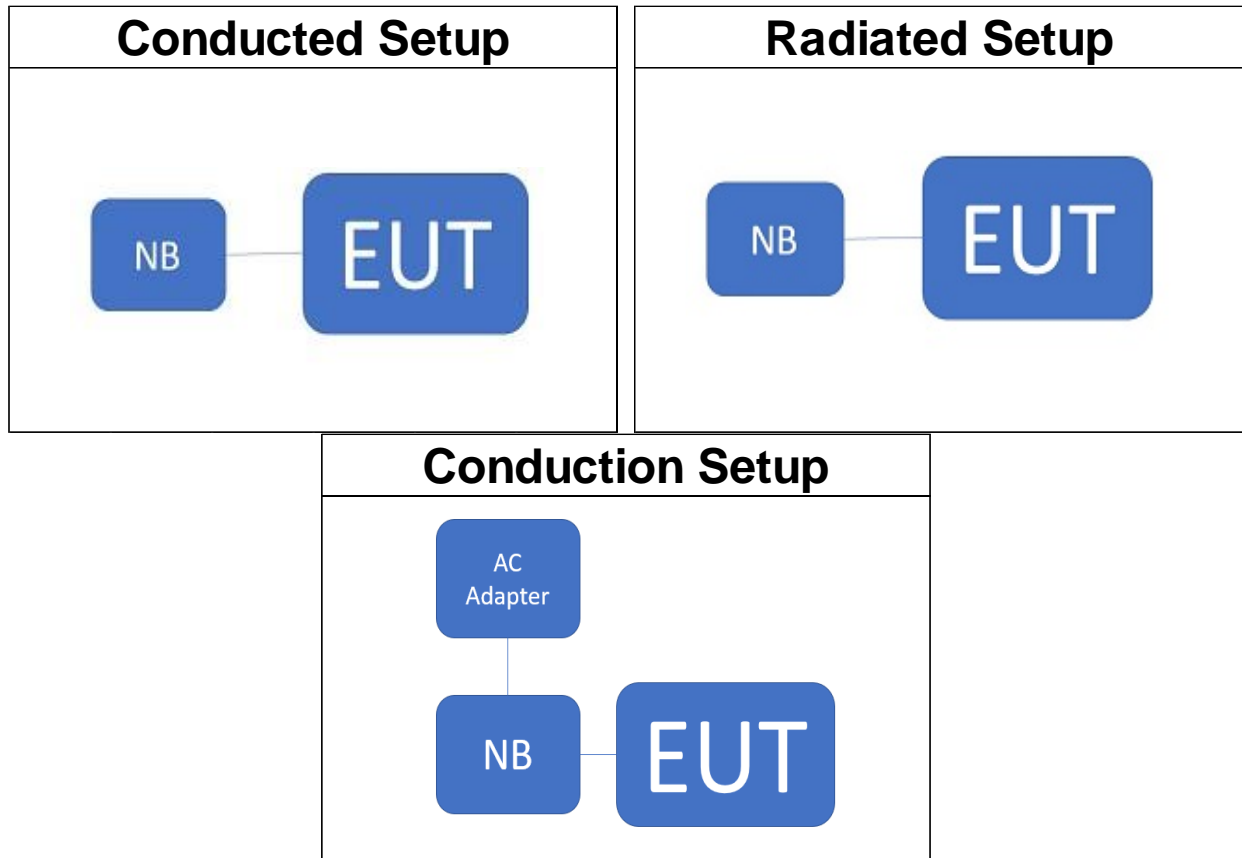 Conducted Setup
NB
EUT
Radiated Setup
NB
EUT
Conduction Setup
AC
Adapter
NB
EUT